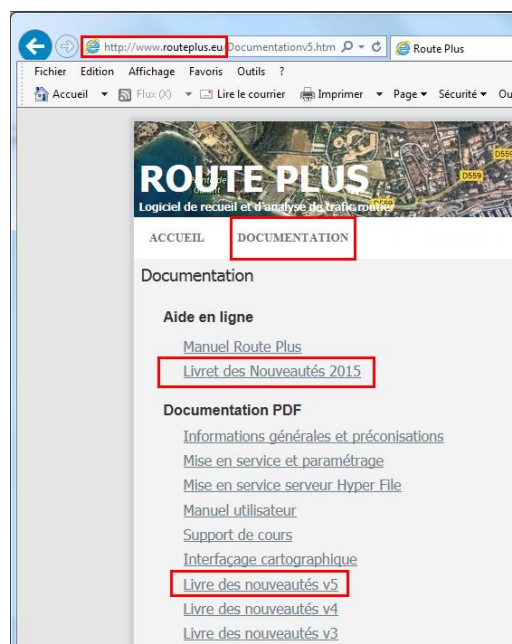 http://www.routeplus.eu/Documentationv5.htm
Route Plus
Fichier Edition Affichage Favoris Outils ?
Accueil Flux (X) Lire le courrier Imprimer Page Sécurité Ou
D559
D559
ROUTE PLUS
Logiciel de recueil et d'analyse de trafic routier
ACCUEIL DOCUMENTATION
Documentation
Aide en ligne
Manuel Route Plus
Livret des Nouveautés 2015
Documentation PDF
Informations générales et préconisations
Mise en service et paramétrage
Mise en service serveur Hyper File
Manuel utilisateur
Support de cours
Interfaçage cartographique
Livre des nouveautés v5
Livre des nouveautés v4
Livre des nouveautés v3